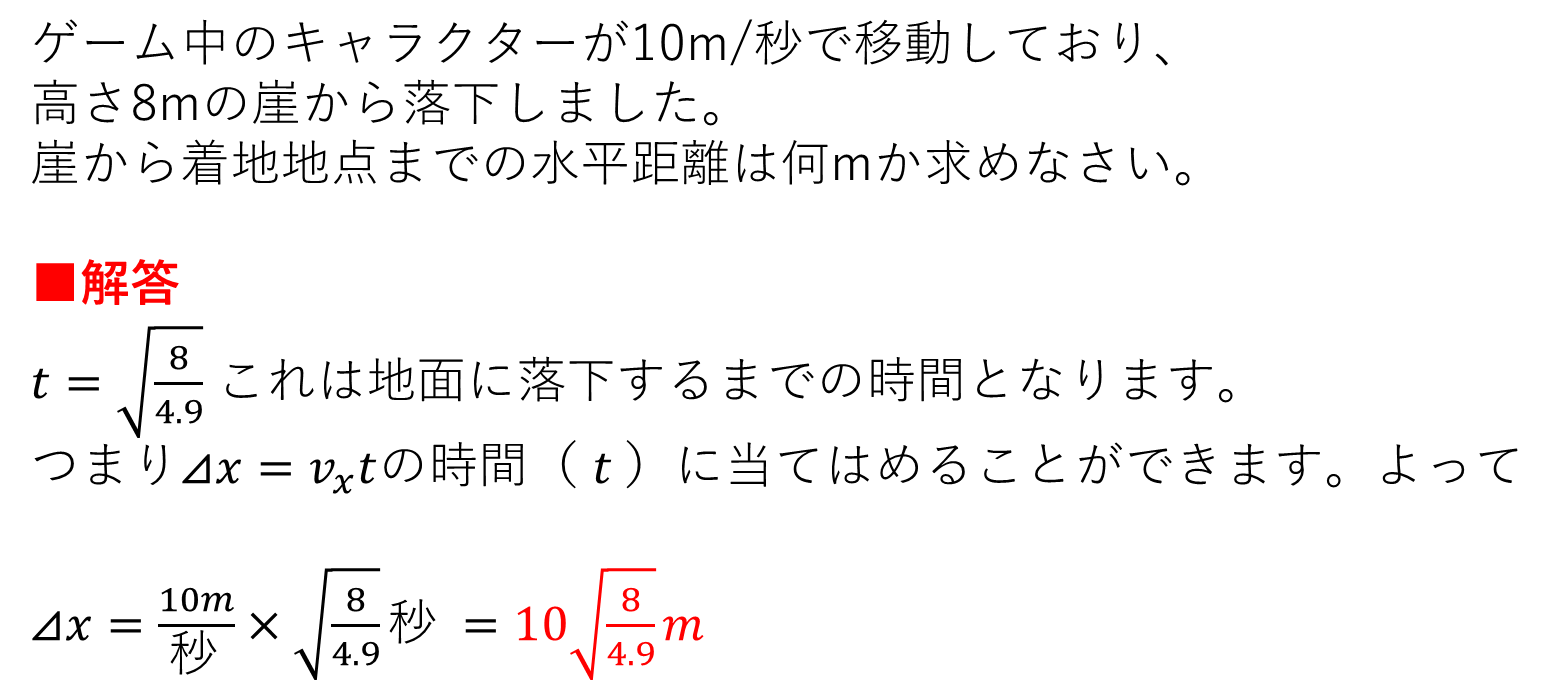 ゲーム中のキャラクターが10m/秒で移動しており、
高さ8mの崖から落下しました。
崖から着地地点までの水平距離は何mか求めなさい。
■解答
t = √(8/4.9) これは地面に落下するまでの時間となります。
つまり⊿x = vₓtの時間（ t ）に当てはめることができます。よって
⊿x = 10m/秒 × √(8/4.9) 秒 = 10√(8/4.9) m